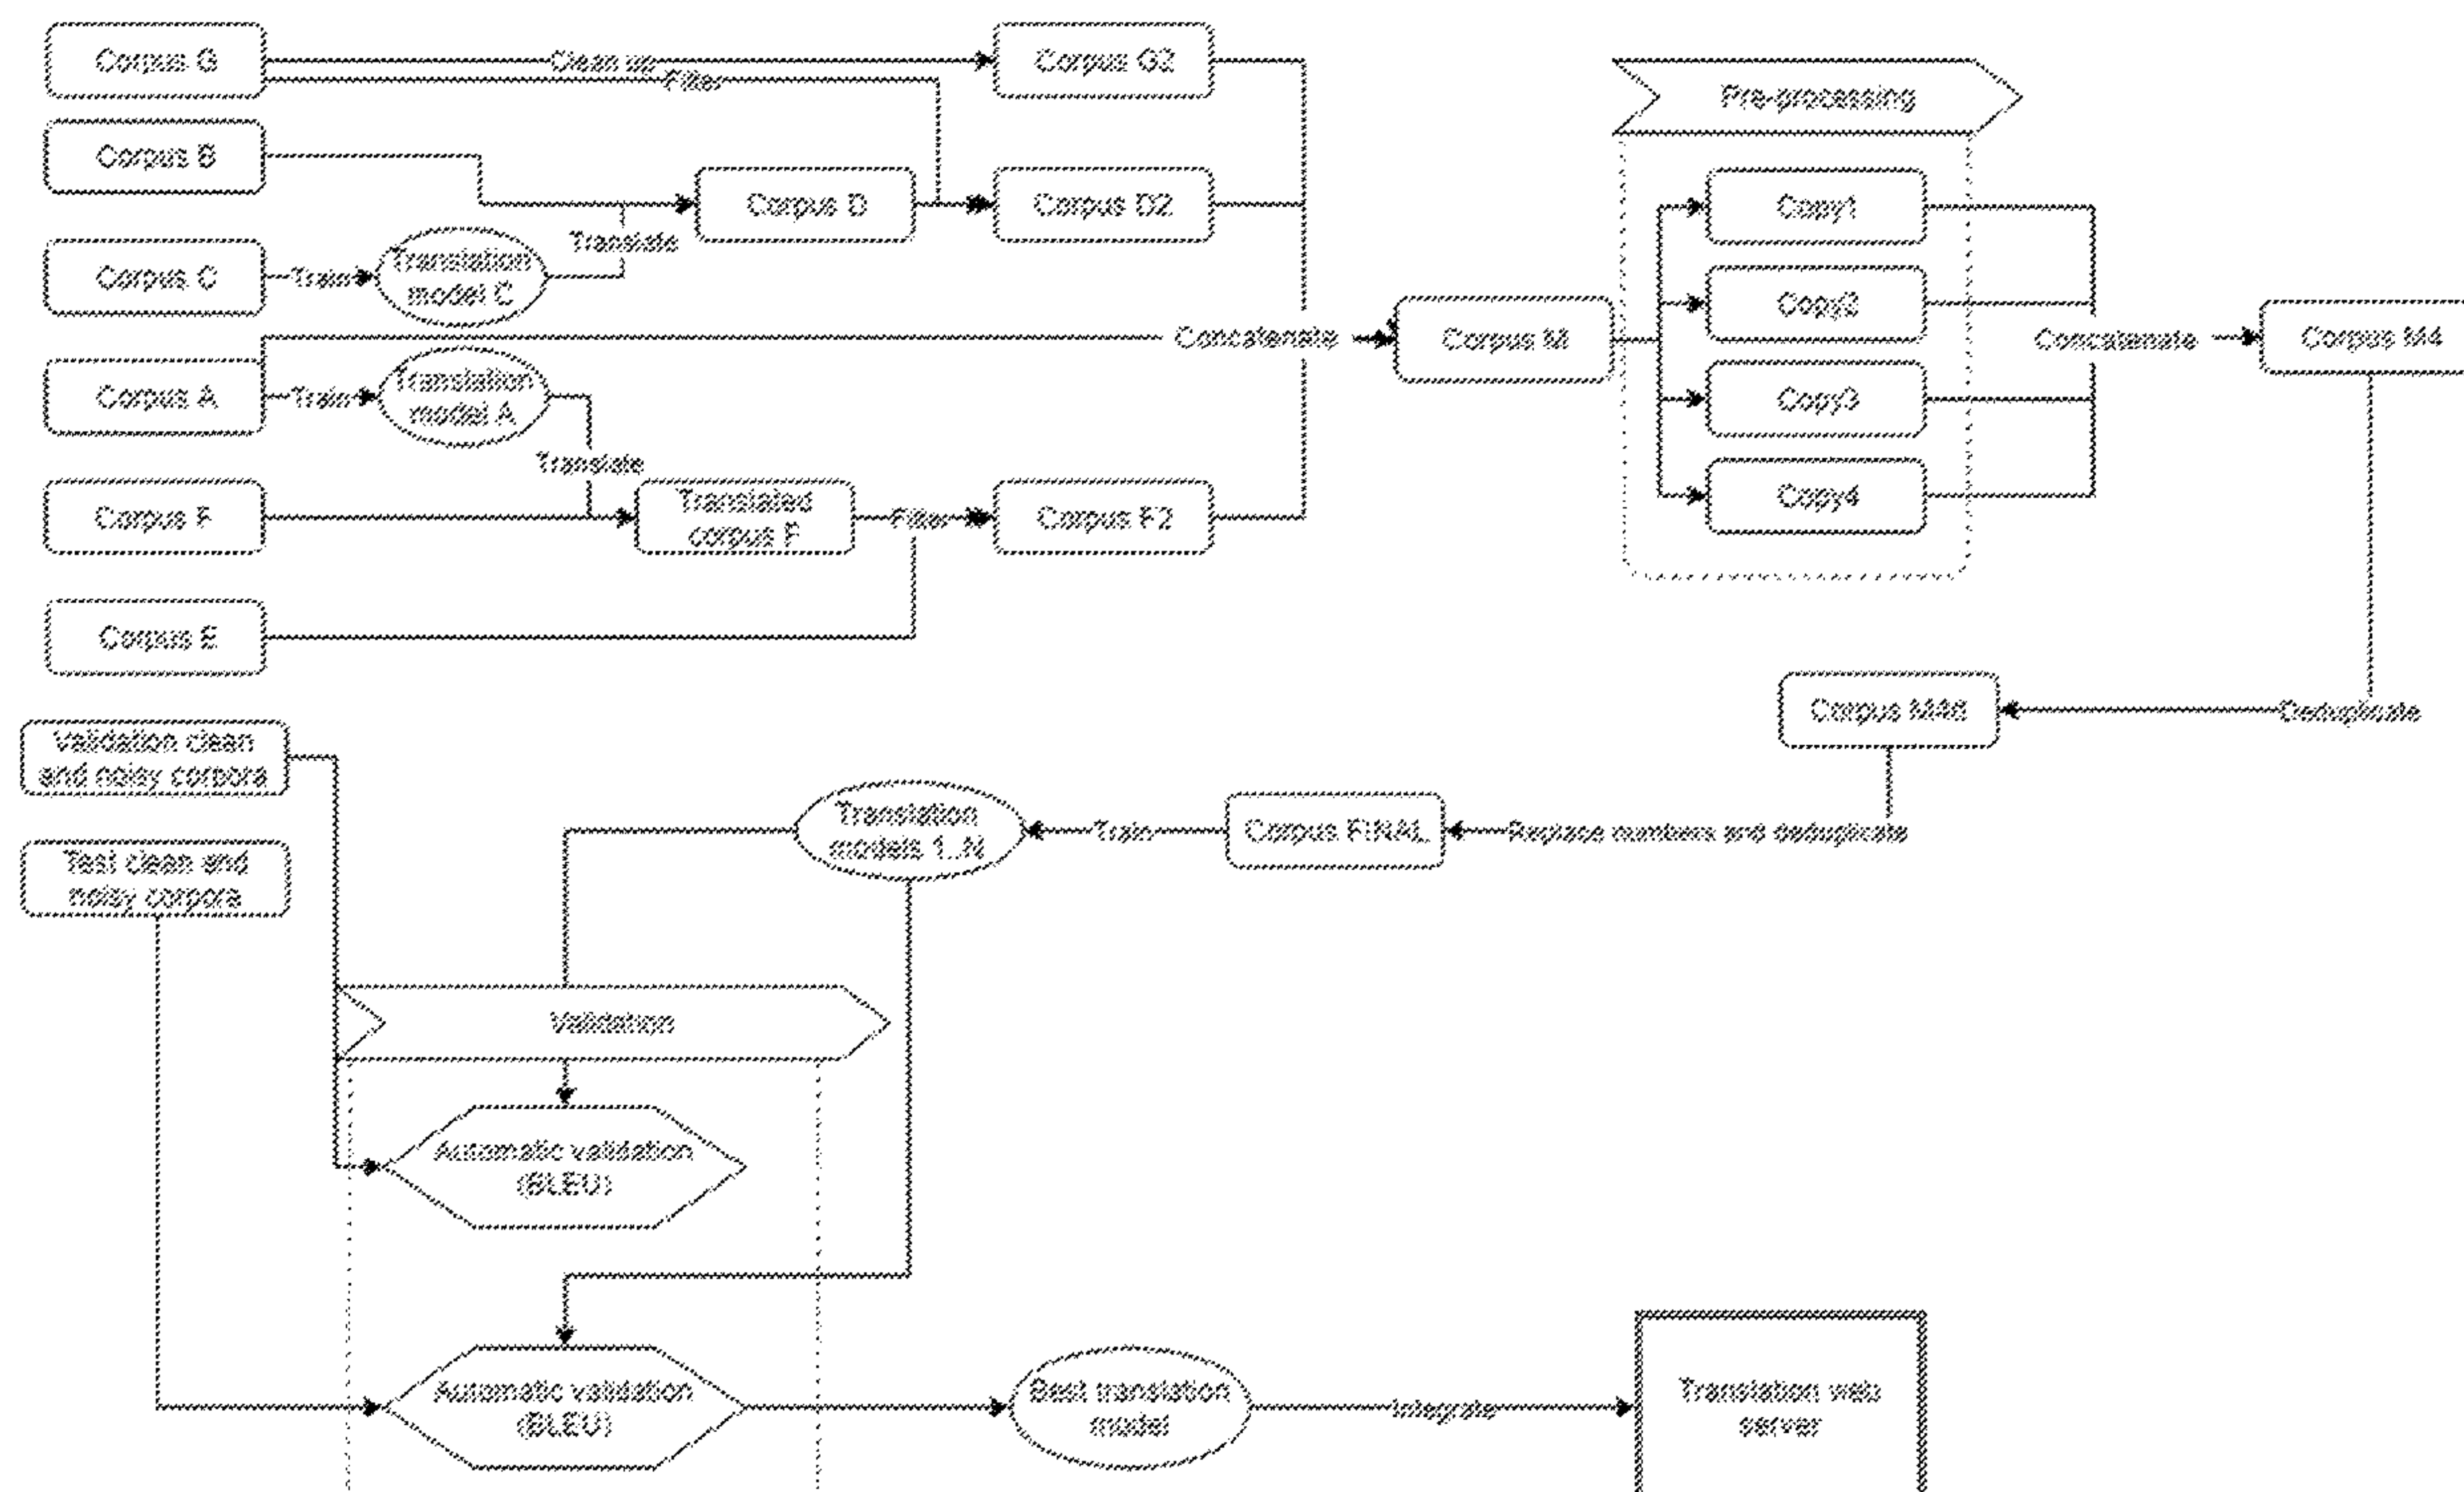 Corpus G
Clean up
Filter
Corpus G2
Corpus B
Corpus D
Corpus D2
Translate
Corpus C
Train
Translation
model C
Corpus A
Train
Translation
model A
Translate
Corpus F
Translated
corpus F
Filter
Corpus F2
Corpus E
Concatenate
Corpus M
Pre-processing
Copy1
Copy2
Copy3
Copy4
Concatenate
Corpus M4
Deduplicate
Corpus M4d
Replace numbers and deduplicate
Corpus FINAL
Train
Translation
models 1..N
Validation clean
and noisy corpora
Test clean and
noisy corpora
Validation
Automatic validation
(BLEU)
Automatic validation
(BLEU)
Best translation
model
Integrate
Translation web
server